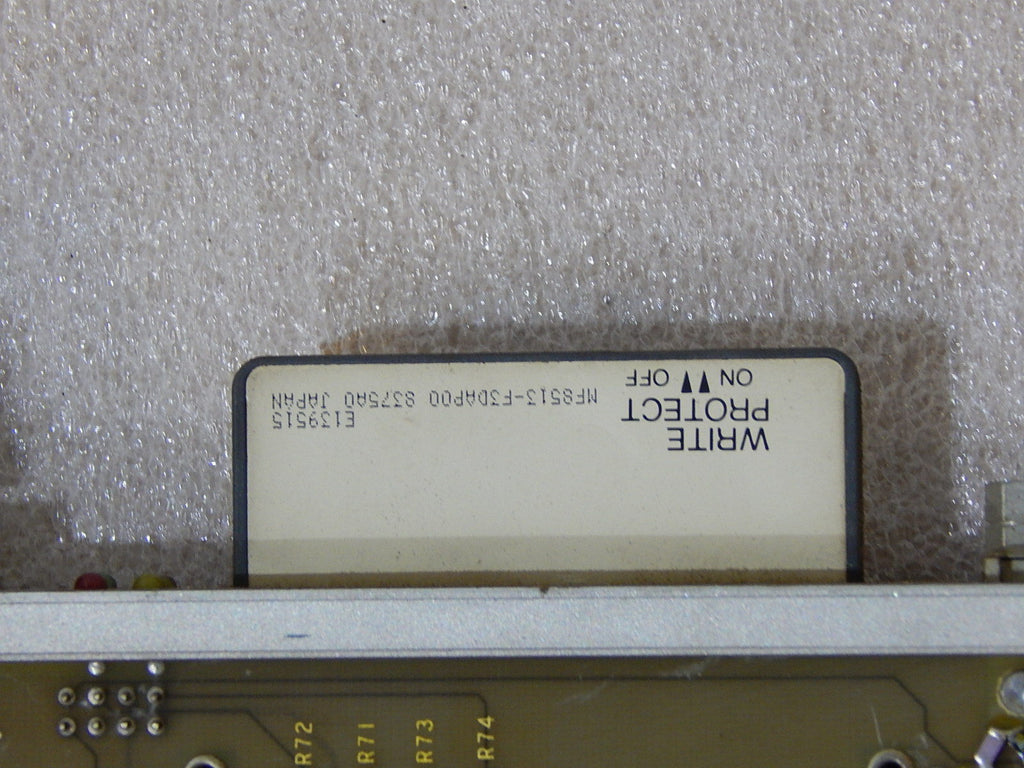 WRITE
PROTECT
ON OFF
E139515
MF8513-F3DAP00 8375A0 JAPAN
R72
R71
R73
R74